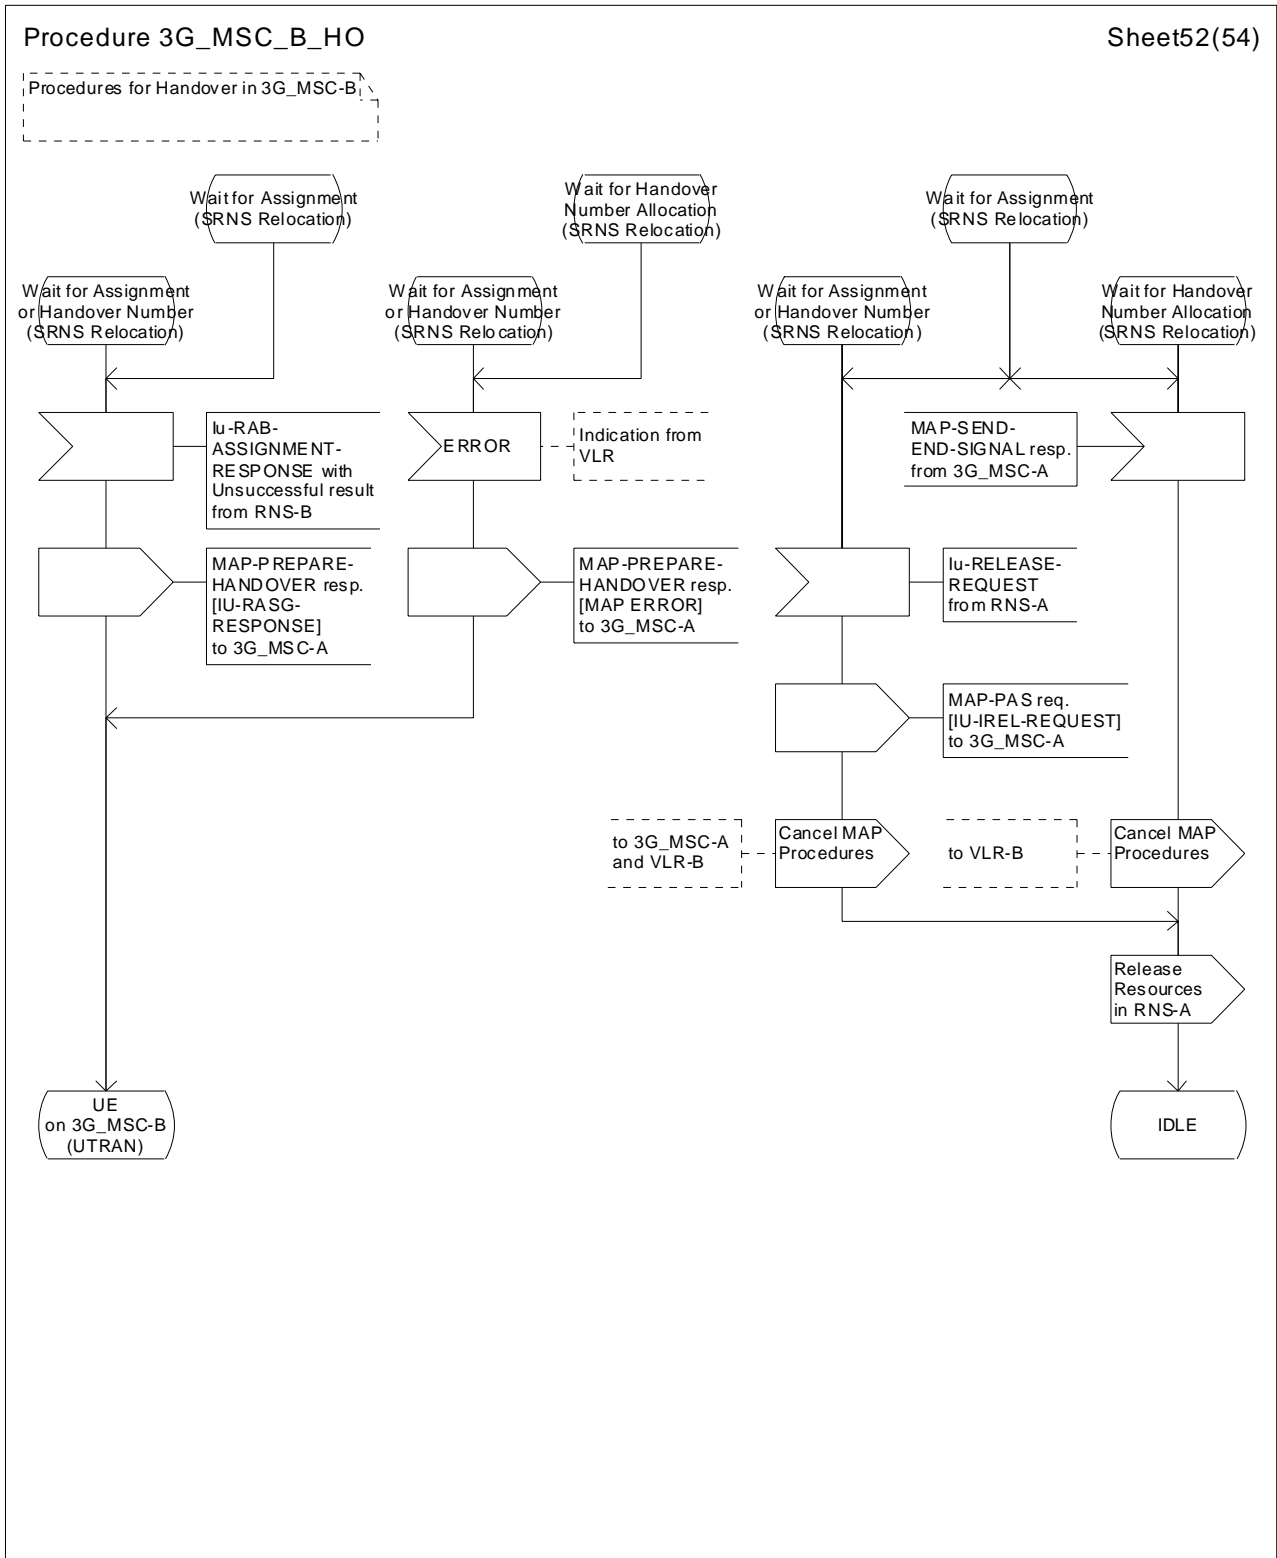 Procedure 3G_MSC_B_HO
Sheet52(54)
Procedures for Handover in 3G_MSC-B
Wait for Assignment
(SRNS Relocation)
Wait for Handover
Number Allocation
(SRNS Relocation)
Wait for Assignment
(SRNS Relocation)
Wait for Assignment
or Handover Number
(SRNS Relocation)
Wait for Assignment
or Handover Number
(SRNS Relocation)
Wait for Assignment
or Handover Number
(SRNS Relocation)
Wait for Handover
Number Allocation
(SRNS Relocation)
Iu-RAB-
ASSIGNMENT-
RESPONSE with
Unsuccessful result
from RNS-B
ERROR
Indication from
VLR
MAP-SEND-
END-SIGNAL resp.
from 3G_MSC-A
MAP-PREPARE-
HANDOVER resp.
[IU-RASG-
RESPONSE]
to 3G_MSC-A
MAP-PREPARE-
HANDOVER resp.
[MAP ERROR]
to 3G_MSC-A
Iu-RELEASE-
REQUEST
from RNS-A
MAP-PAS req.
[IU-IREL-REQUEST]
to 3G_MSC-A
to 3G_MSC-A
and VLR-B
Cancel MAP
Procedures
to VLR-B
Cancel MAP
Procedures
Release
Resources
in RNS-A
UE
on 3G_MSC-B
(UTRAN)
IDLE